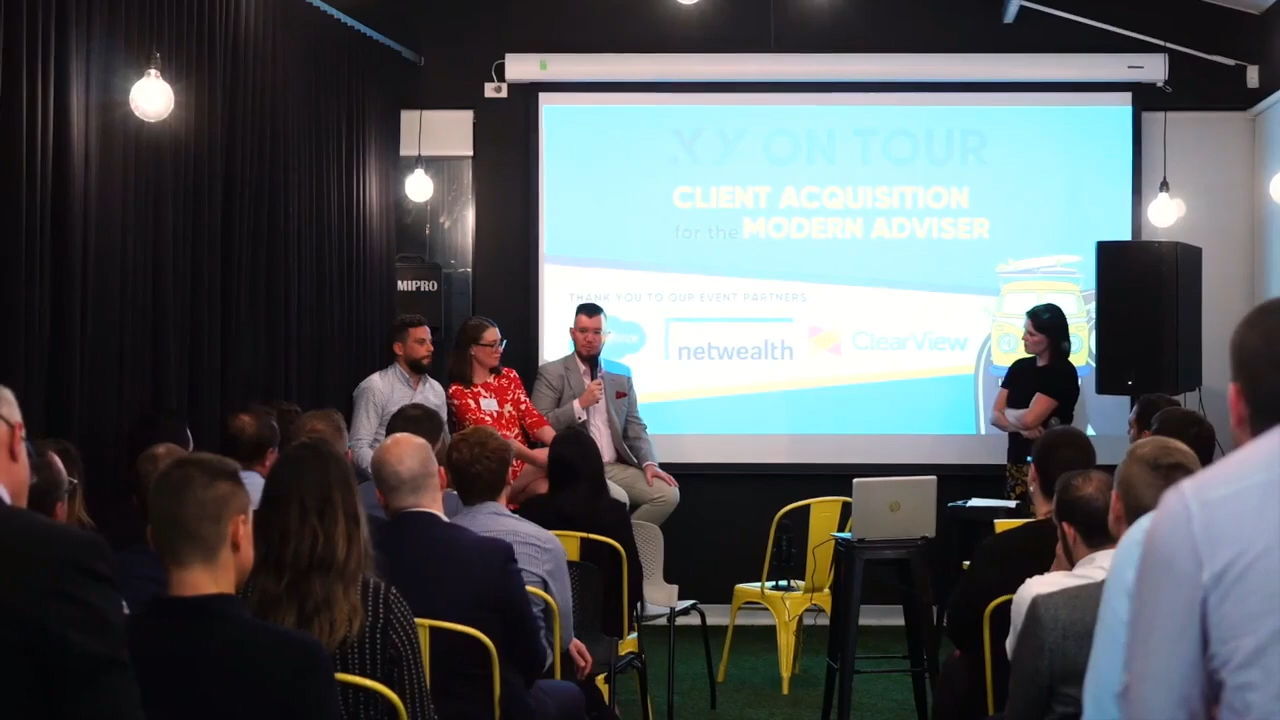 XY ON TOUR
CLIENT ACQUISITION
for the MODERN ADVISER
THANK YOU TO OUR EVENT PARTNERS
netwealth
ClearView
MIPRO